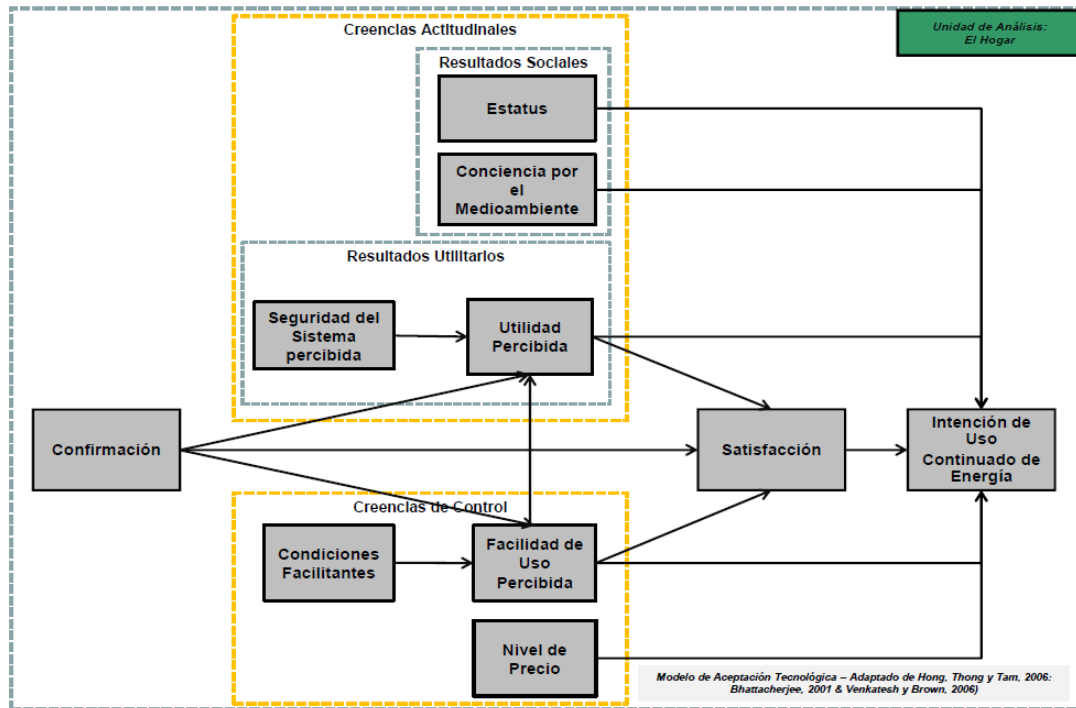 Creencias Actitudinales
Unidad de Análisis:
El Hogar
Resultados Sociales
Estatus
Conciencia por
el
Medioambiente
Resultados Utilitarios
Seguridad del
Sistema
percibida
Utilidad
Percibida
Confirmación
Satisfacción
Intención de
Uso
Continuado de
Energía
Creencias de Control
Condiciones
Facilitantes
Facilidad de
Uso
Percibida
Nivel de
Precio
Modelo de Aceptación Tecnológica – Adaptado de Hong, Thong y Tam, 2006:
Bhattacherjee, 2001 & Venkatesh y Brown, 2006)